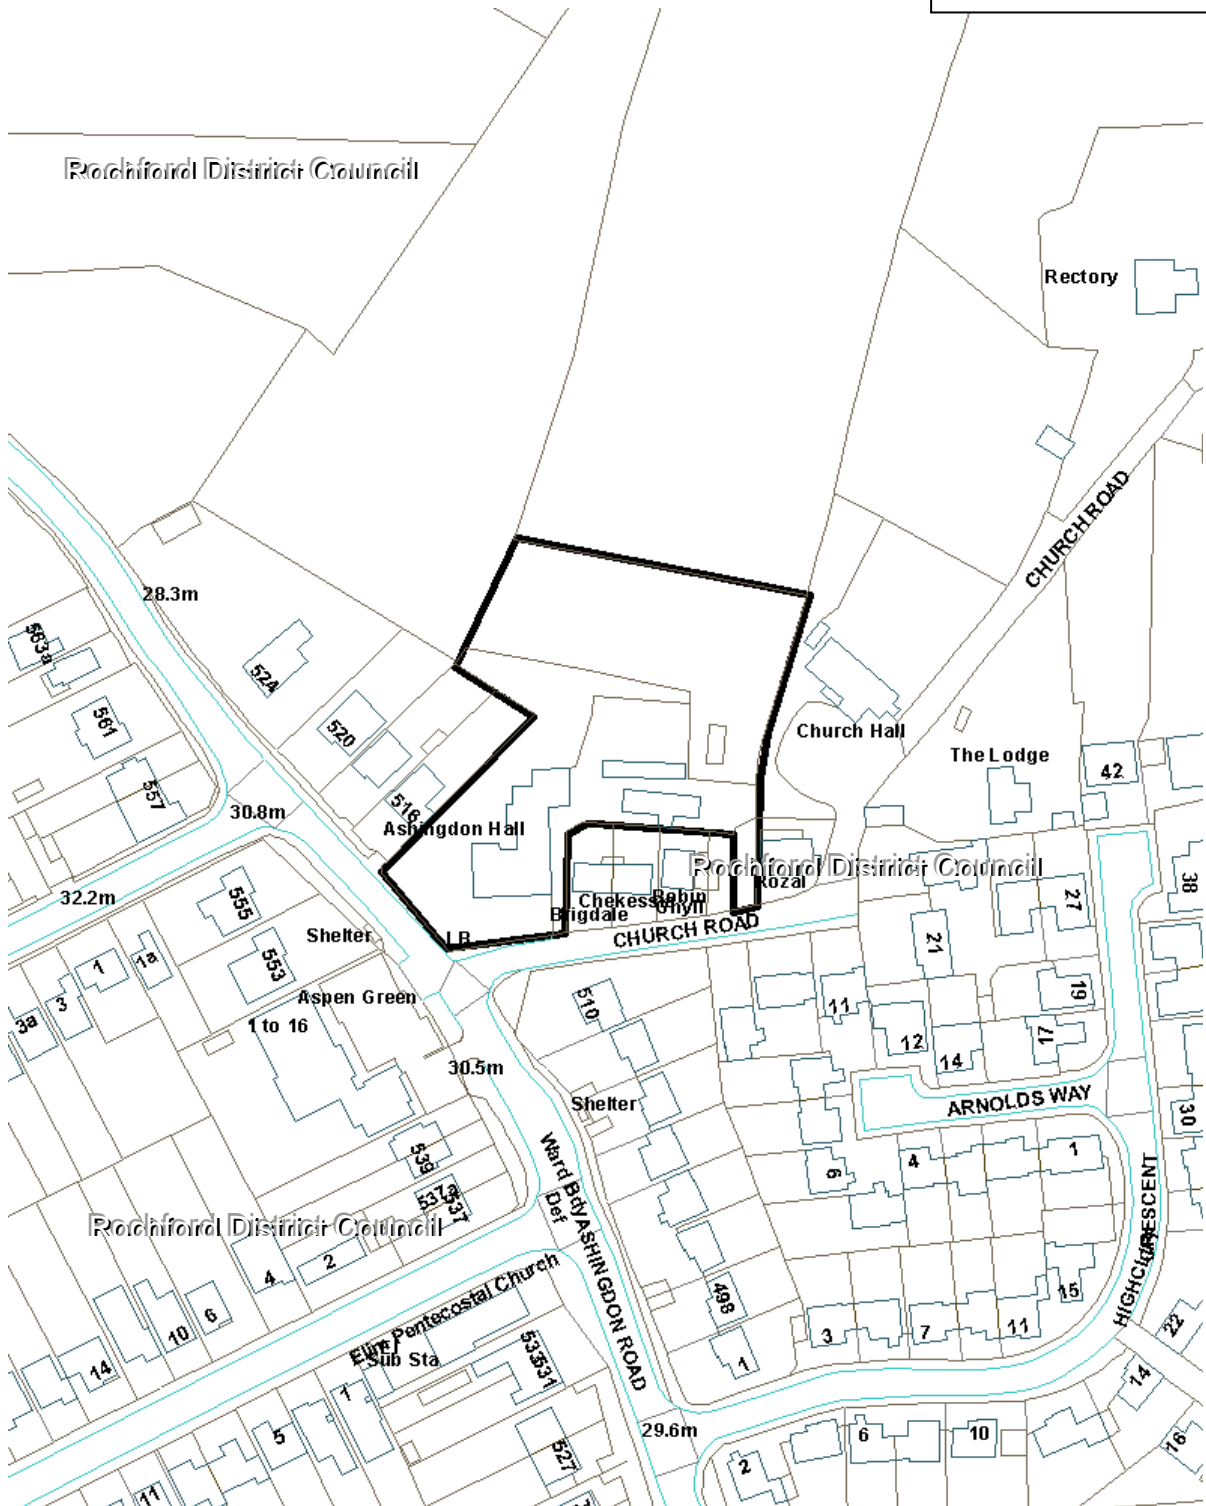 Rochford District Council
Rectory
CHURCH ROAD
28.3m
563a
524
561
520
Church Hall
The Lodge
42
557
516
30.8m
Ashingdon Hall
Rochford District Council
Rozal
38
32.2m
555
Chekess
Robin
Ghyll
Brigdale
27
Shelter
LB
CHURCH ROAD
21
1
1a
553
3
Aspen Green
510
11
19
3a
1 to 16
12
17
14
30.5m
Shelter
ARNOLDS WAY
30
539
6
4
1
537a
537
Ward Bdy
Def
Rochford District Council
ASHINGDON ROAD
HIGHCLIFF CRESCENT
4
2
6
10
Elim Pentecostal Church
El
Sub Sta
498
15
3
7
11
22
14
533
531
1
1
14
5
29.6m
6
10
527
2
16
11